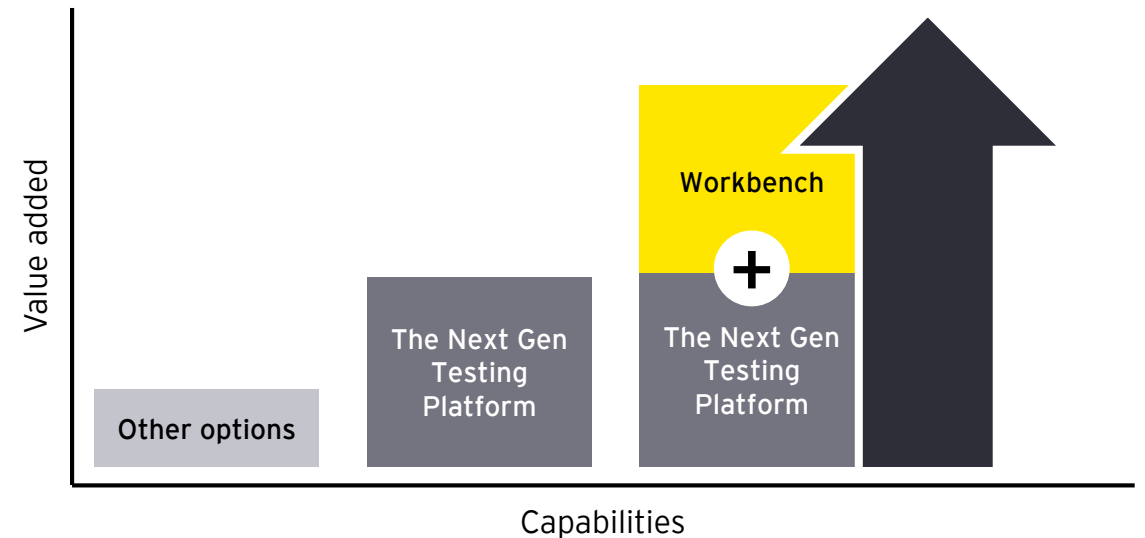 Value added
Other options
The Next Gen
Testing
Platform
Workbench
+
The Next Gen
Testing
Platform
Capabilities